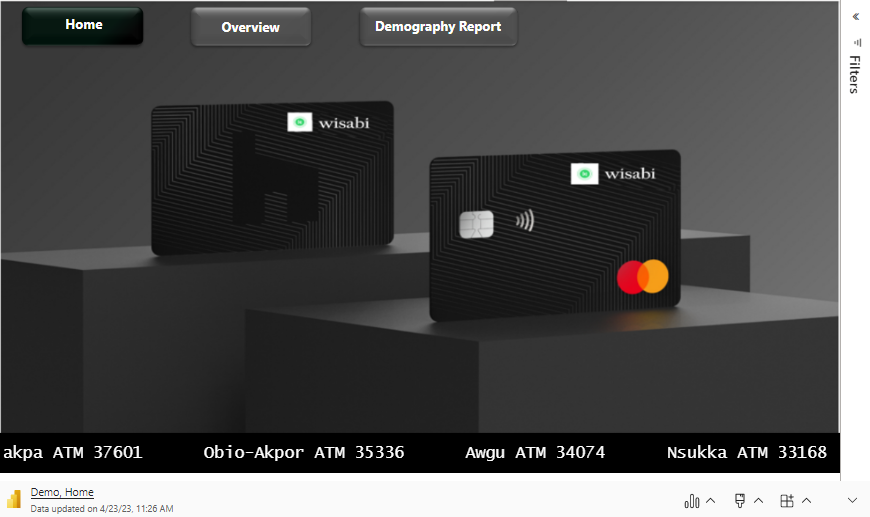 Home
Overview
Demography Report
Filters
wisabi
wisabi
akpa ATM 37601 Obio-Akpor ATM 35336 Awgu ATM 34074 Nsukka ATM 33168
Demo, Home
Data updated on 4/23/23, 11:26 AM